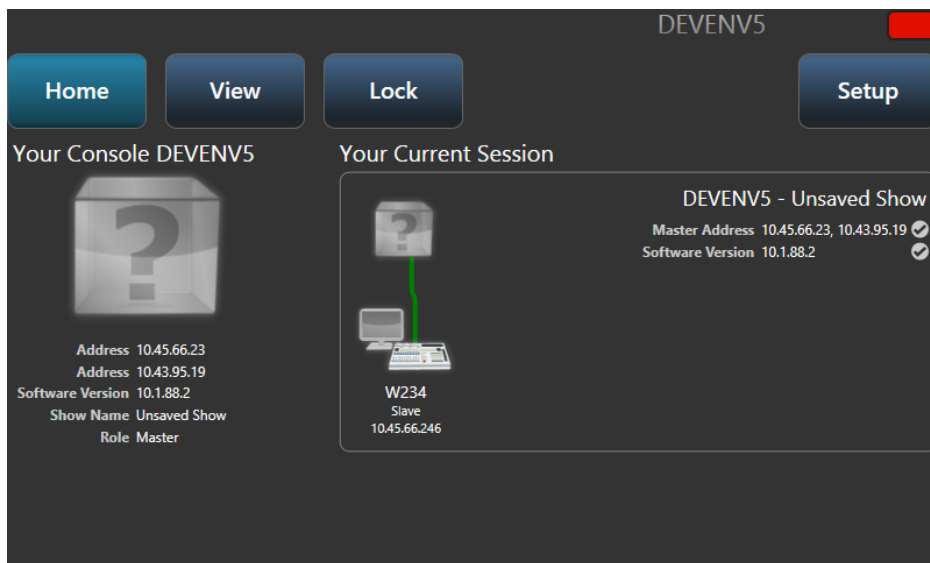 DEVENV5
Home
View
Lock
Setup
Your Console DEVENV5
?
Address 10.45.66.23
Address 10.43.95.19
Software Version 10.1.88.2
Show Name Unsaved Show
Role Master
Your Current Session
?
W234
Slave
10.45.66.246
DEVENV5 - Unsaved Show
Master Address 10.45.66.23, 10.43.95.19
Software Version 10.1.88.2